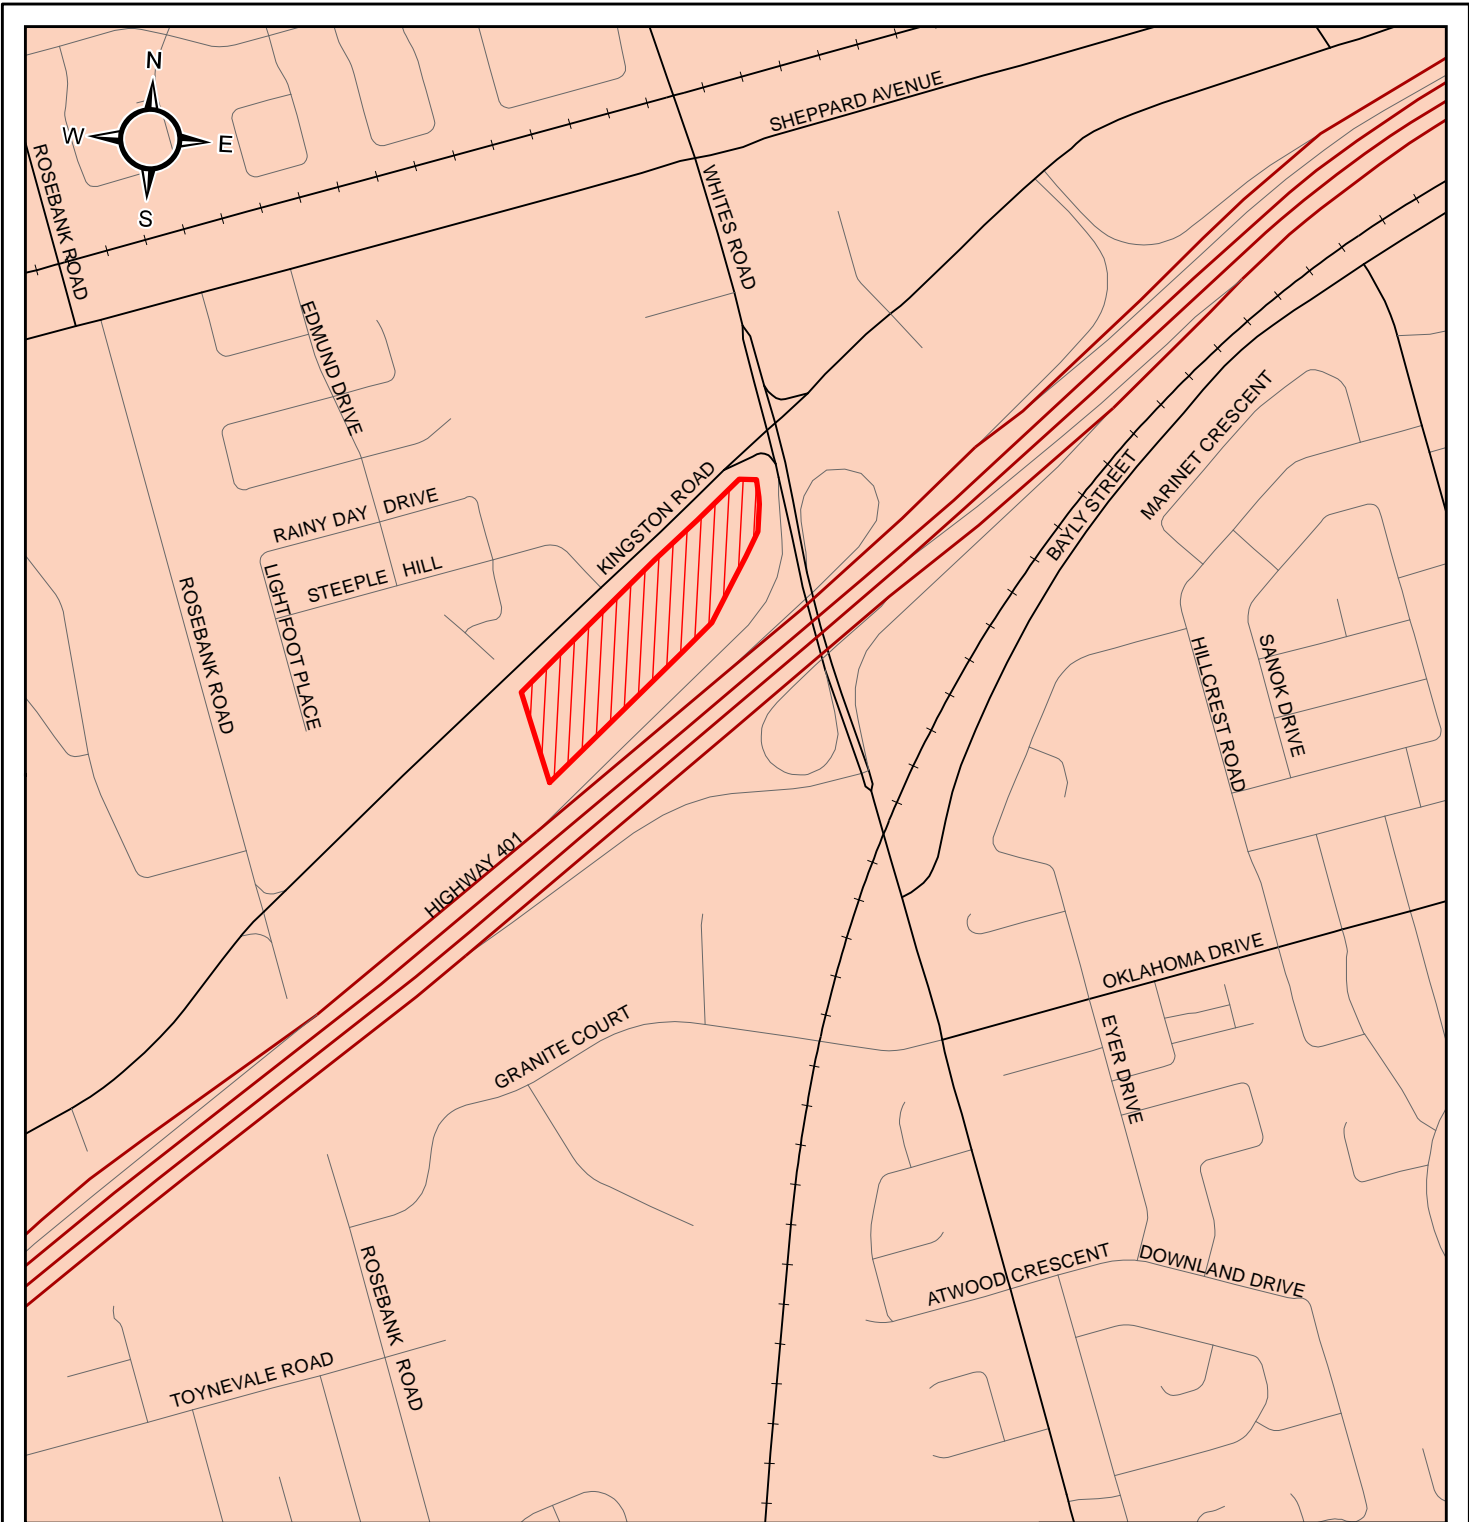 N
W
E
S
SHEPPARD AVENUE
ROSEBANK ROAD
WHITES ROAD
EDMUND DRIVE
MARINET CRESCENT
KINGSTON ROAD
BAYLY STREET
RAINY DAY DRIVE
STEEPLE HILL
LIGHTFOOT PLACE
ROSEBANK ROAD
HILLCREST ROAD
SANOK DRIVE
HIGHWAY 401
OKLAHOMA DRIVE
GRANITE COURT
EYER DRIVE
ROSEBANK ROAD
ATWOOD CRESCENT
DOWNLAND DRIVE
TOYNEVALE ROAD